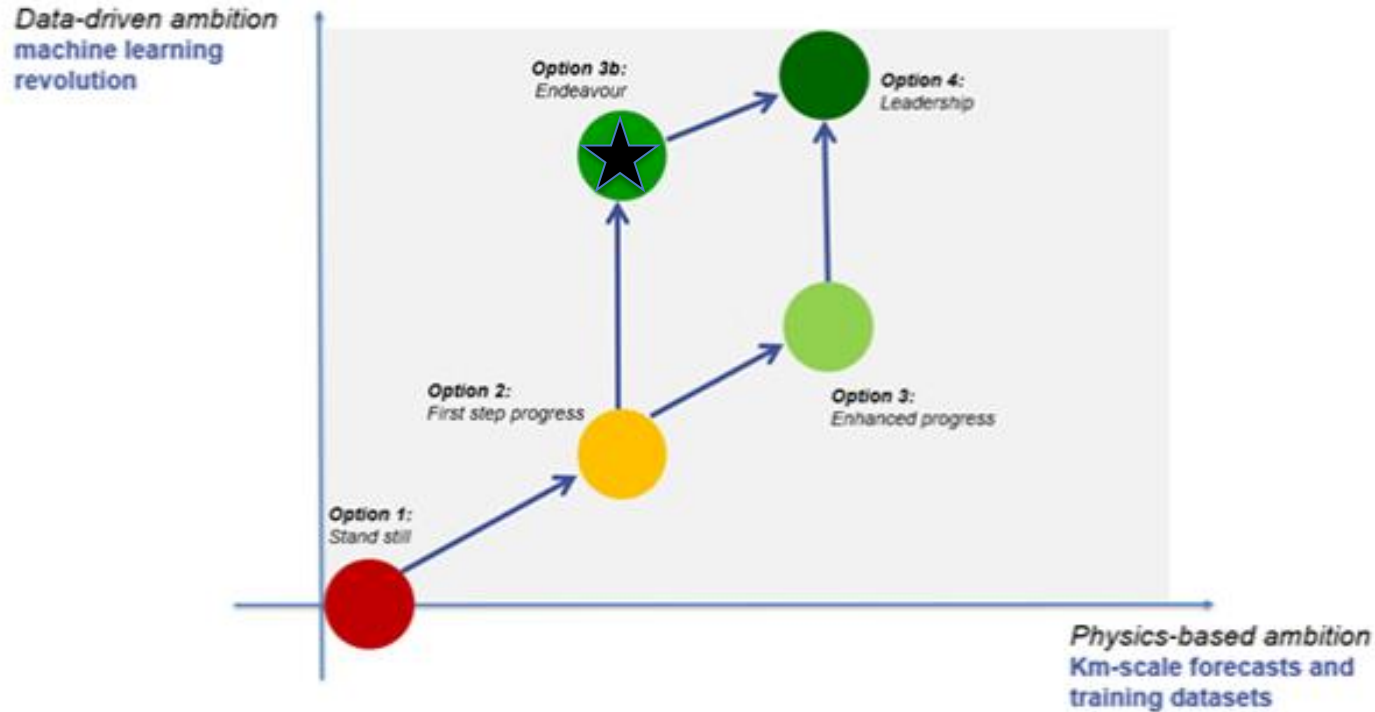 Data-driven ambition
machine learning
revolution
Option 3b:
Endeavour
Option 4:
Leadership
Option 2:
First step progress
Option 3:
Enhanced progress
Option 1:
Stand still
Physics-based ambition
Km-scale forecasts and
training datasets